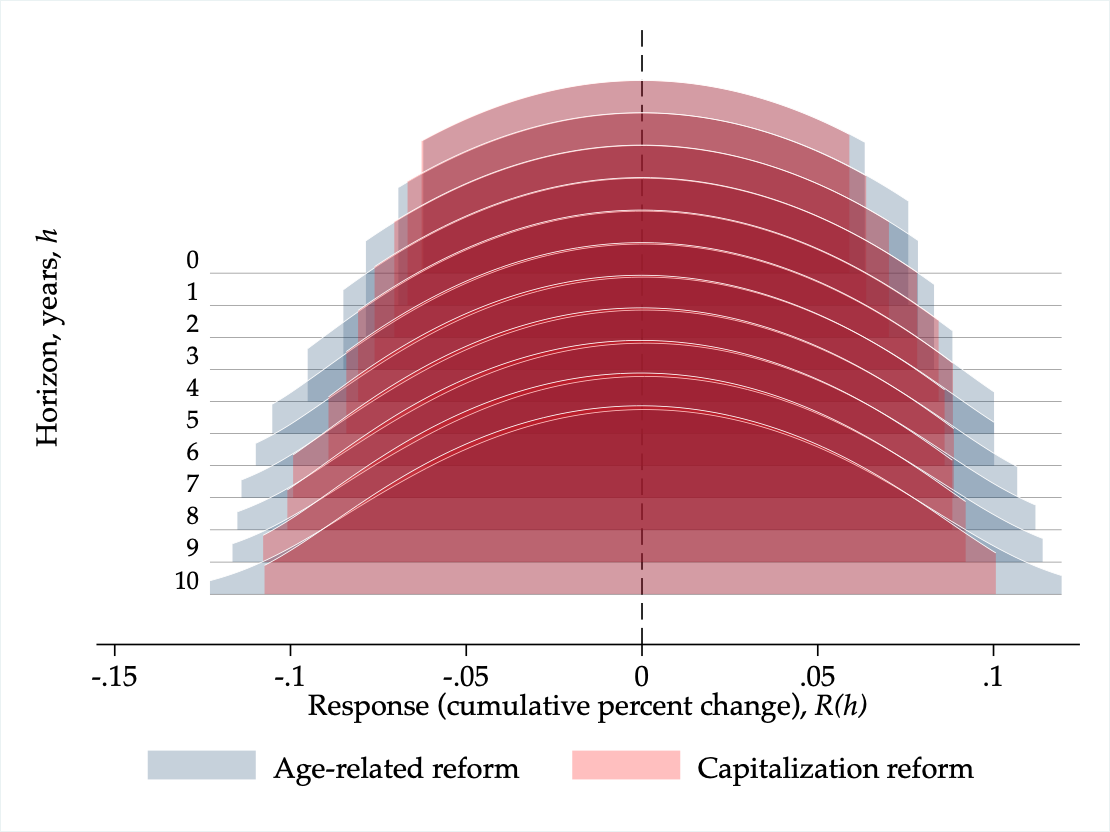 Horizon, years, h
0
1
2
3
4
5
6
7
8
9
10
-.15 -.1 -.05 0 .05 .1
Response (cumulative percent change), R(h)
Age-related reform Capitalization reform